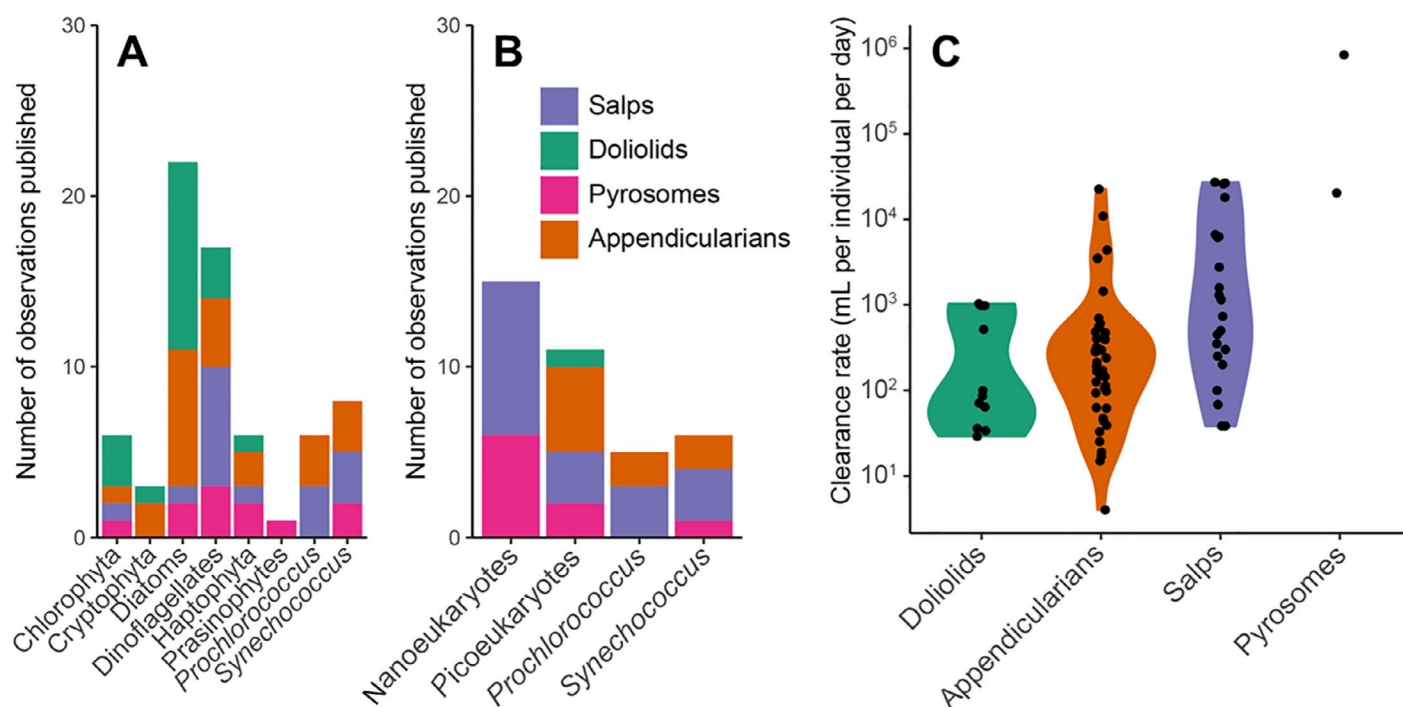 A
Number of observations published
30
20
10
0
Chlorophyta
Cryptophyta
Diatoms
Dinoflagellates
Haptophyta
Prasinophytes
Prochlorococcus
Synechococcus
B
Number of observations published
30
20
10
0
Salps
Doliolids
Pyrosomes
Appendicularians
Nanoeukaryotes
Picoeukaryotes
Prochlorococcus
Synechococcus
C
Clearance rate (mL per individual per day)
10⁶
10⁵
10⁴
10³
10²
10¹
Doliolids
Appendicularians
Salps
Pyrosomes